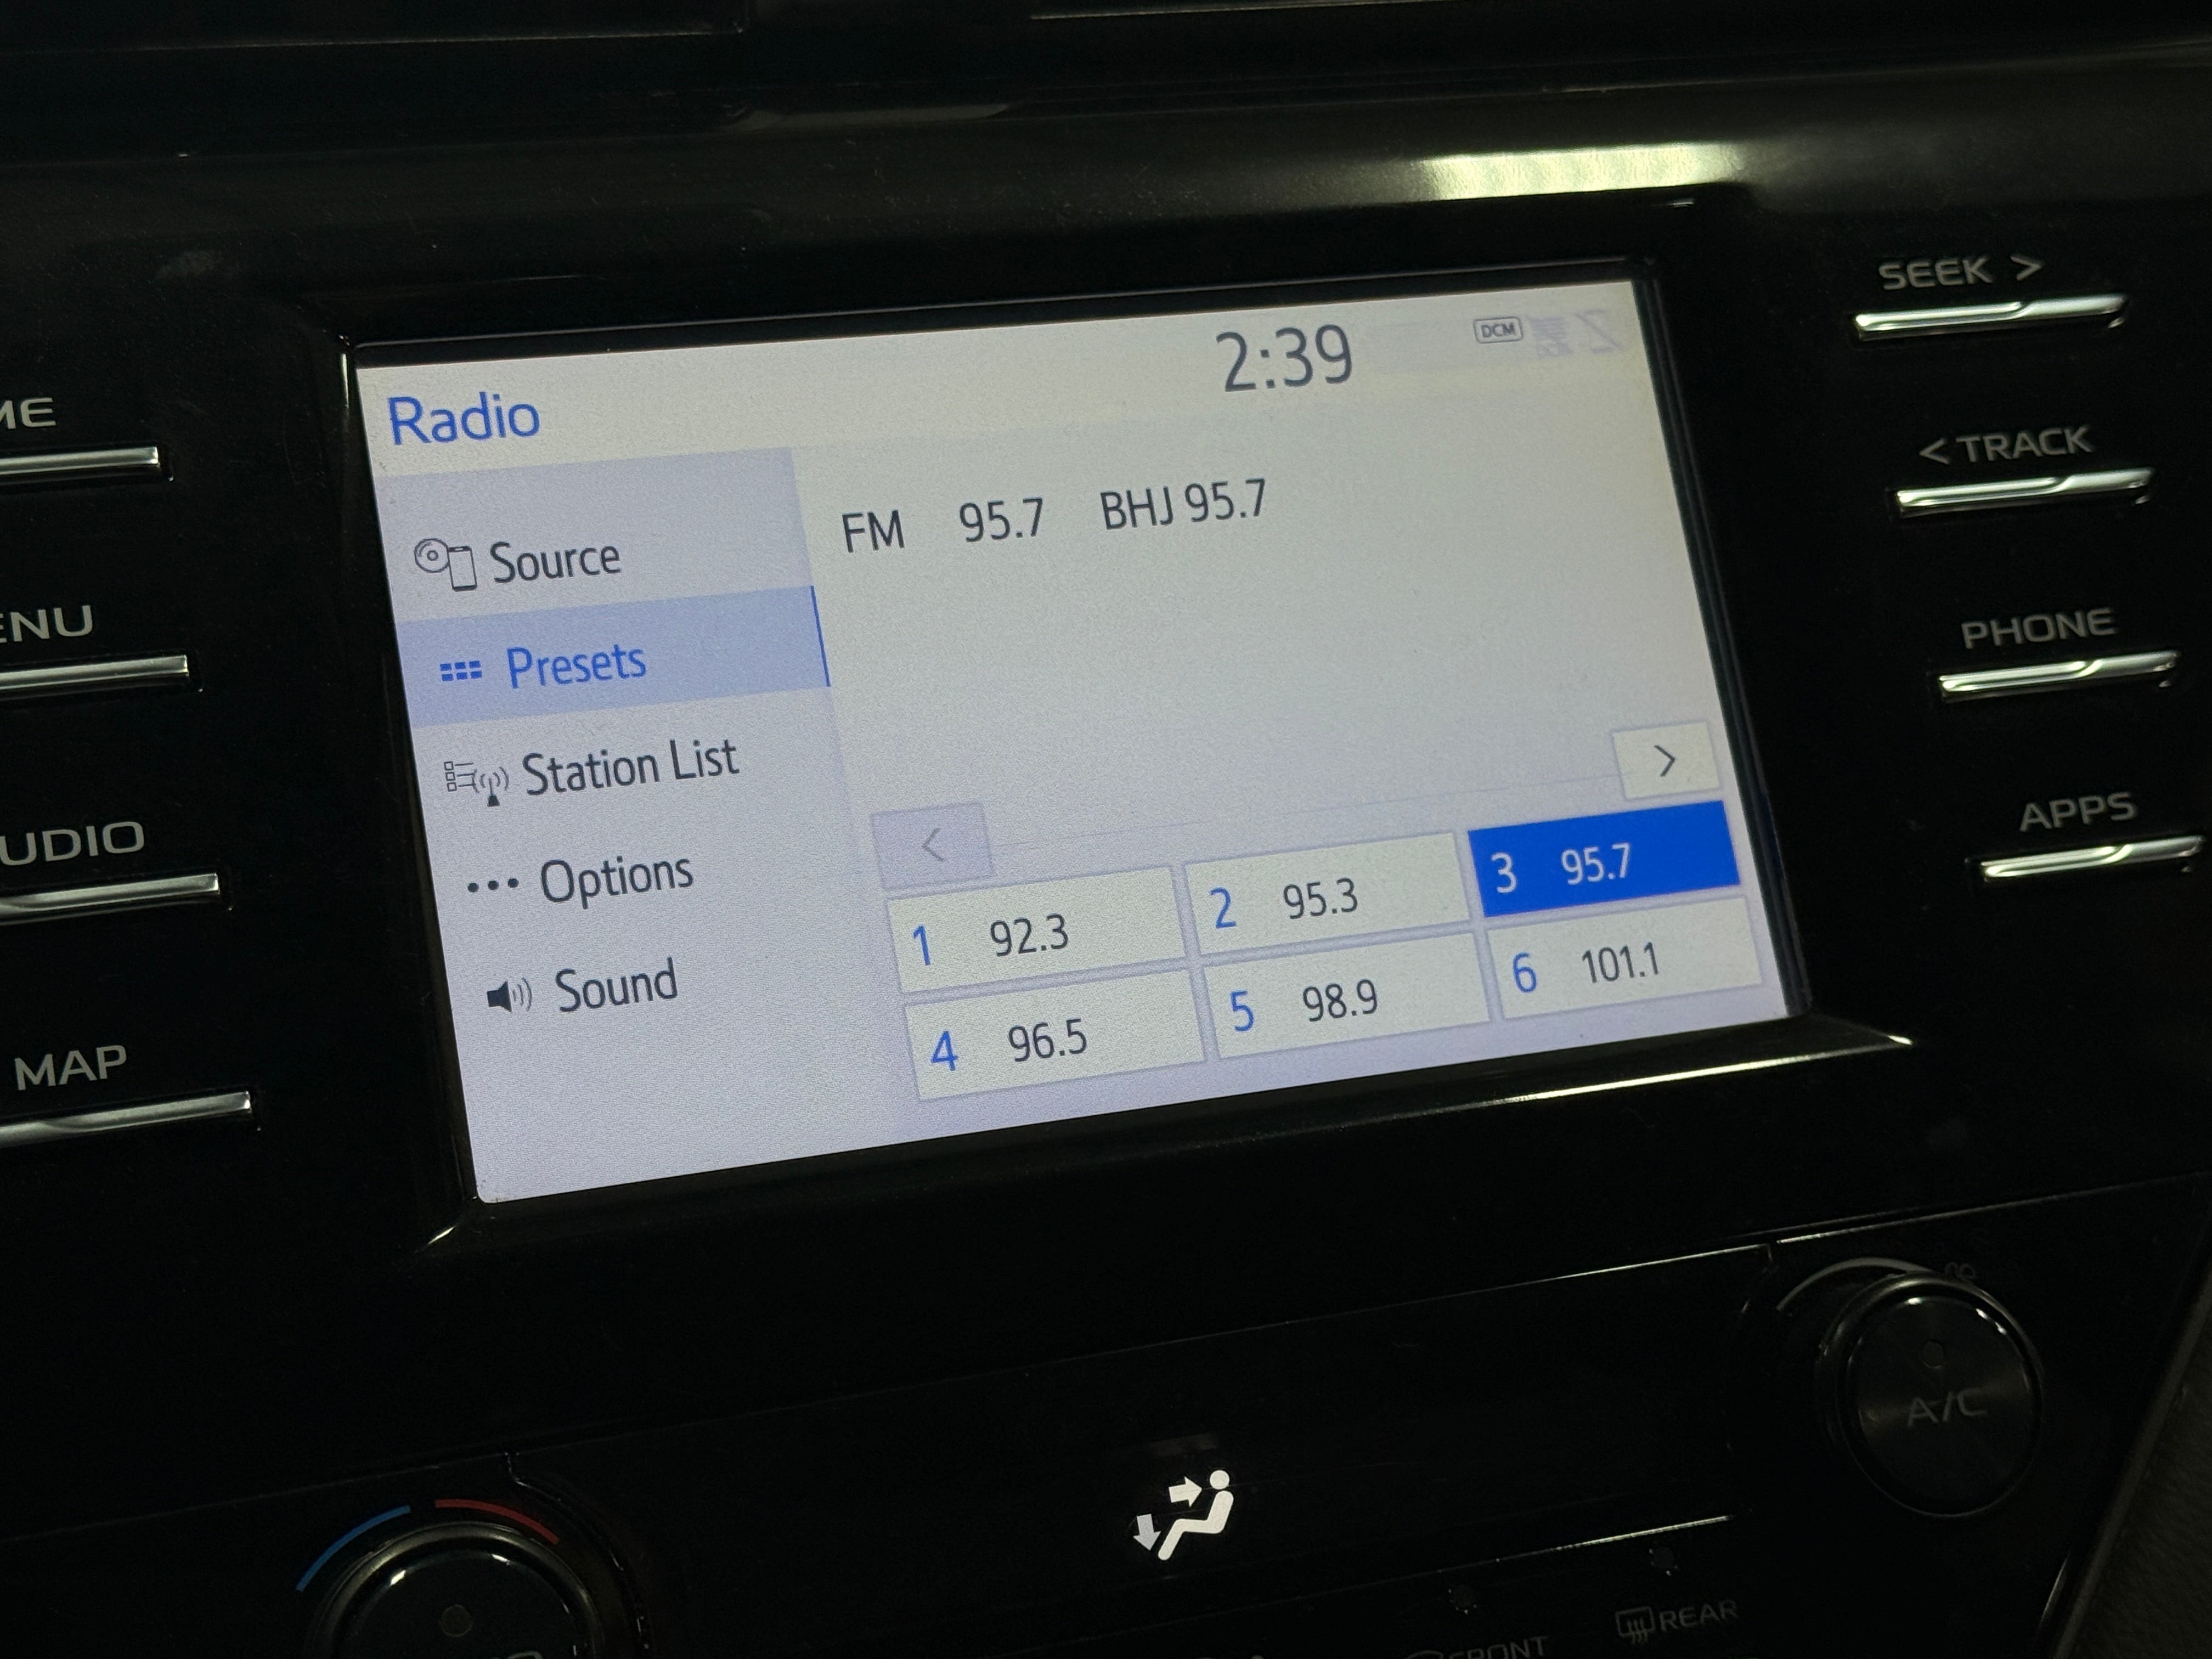 2:39
DCM
Radio
FM 95.7 BHJ 95.7
Source
Presets
Station List
Options
Sound
<
>
1 92.3
2 95.3
3 95.7
4 96.5
5 98.9
6 101.1
ME
ENU
UDIO
MAP
SEEK >
< TRACK
PHONE
APPS
A/C
FRONT
REAR